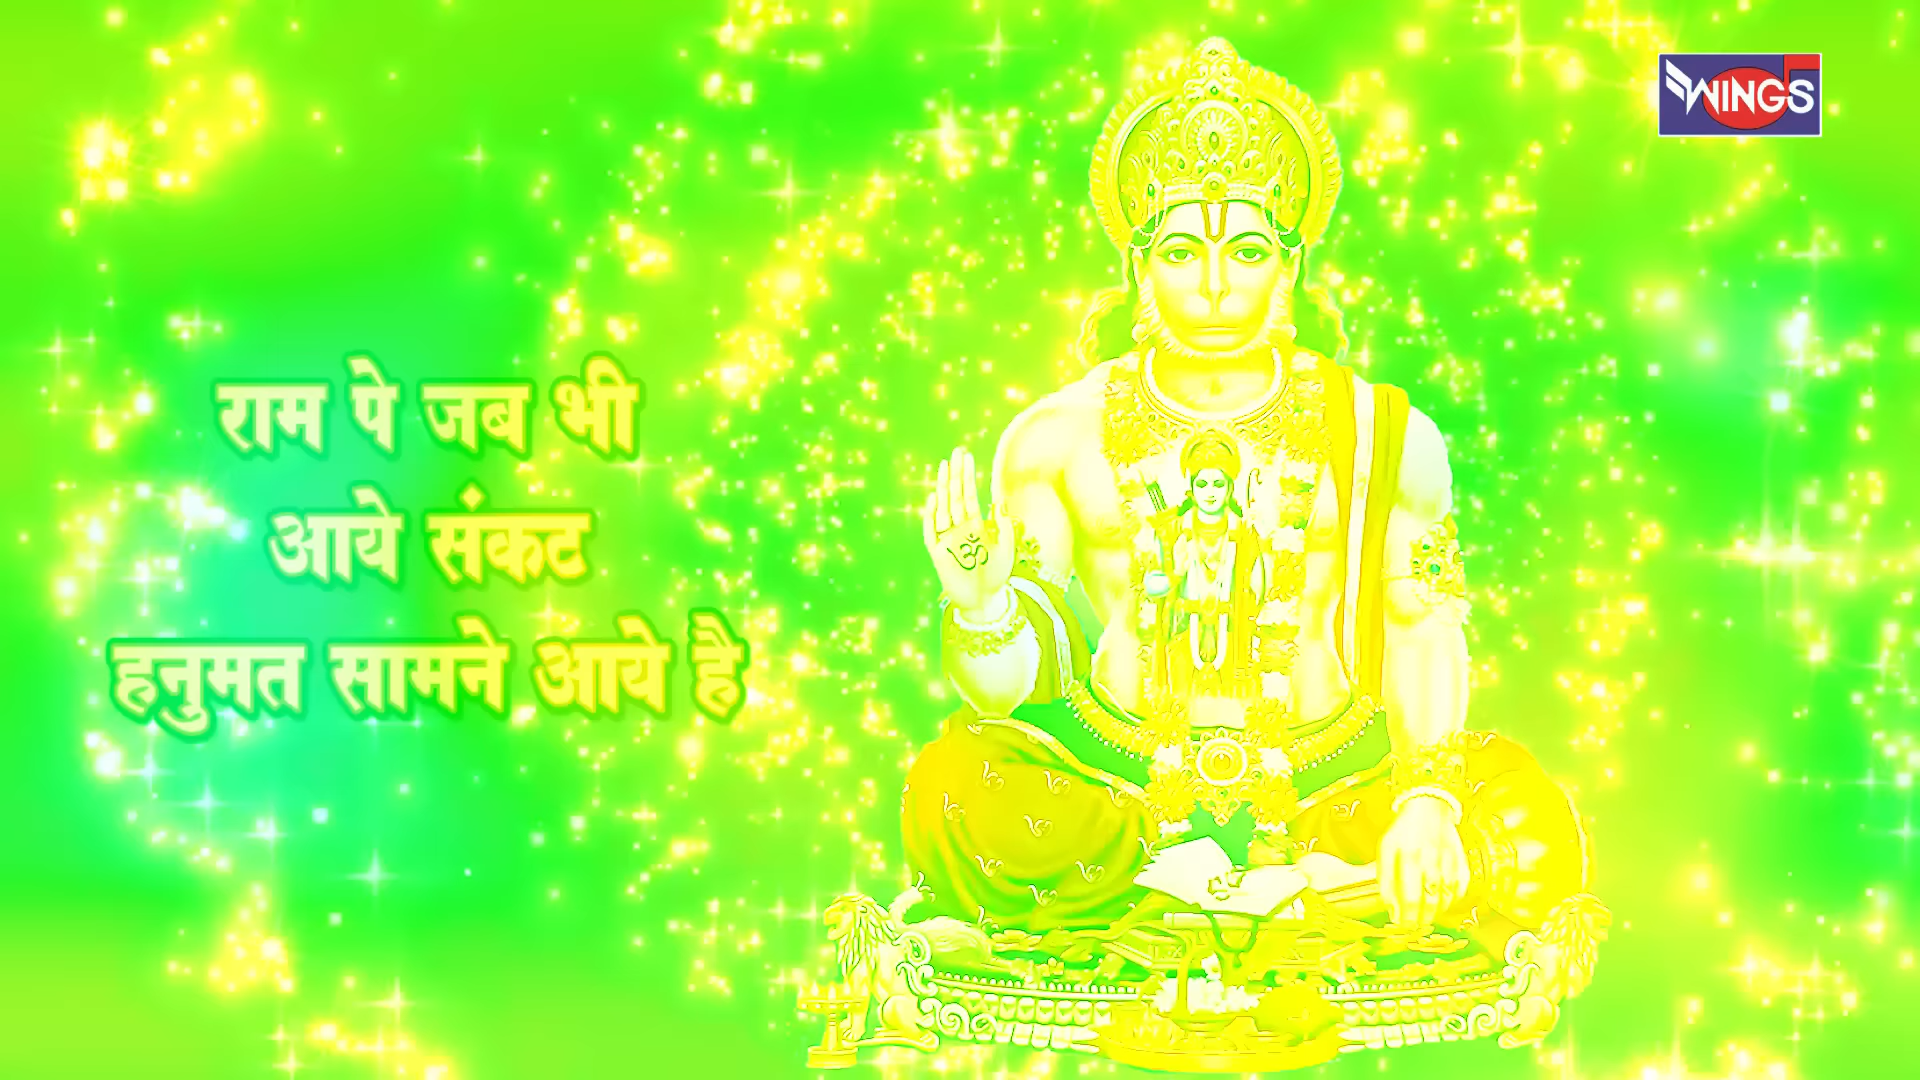 WINGS
राम पे जब भी
आये संकट
हनुमत सामने आये है
ॐ